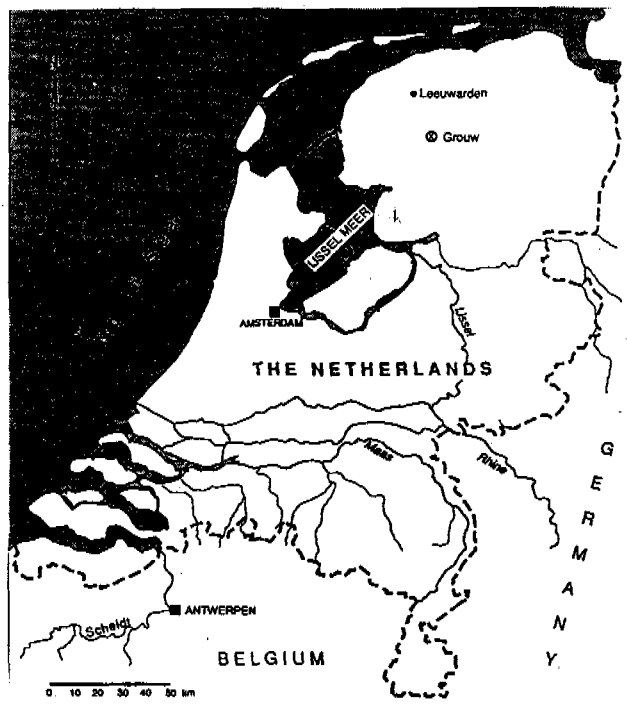 Leeuwarden
Grouw
IJSSEL MEER
AMSTERDAM
IJssel
THE NETHERLANDS
Maas
Rhine
GERMANY
ANTWERPEN
Scheldt
BELGIUM
0 10 20 30 40 50 km